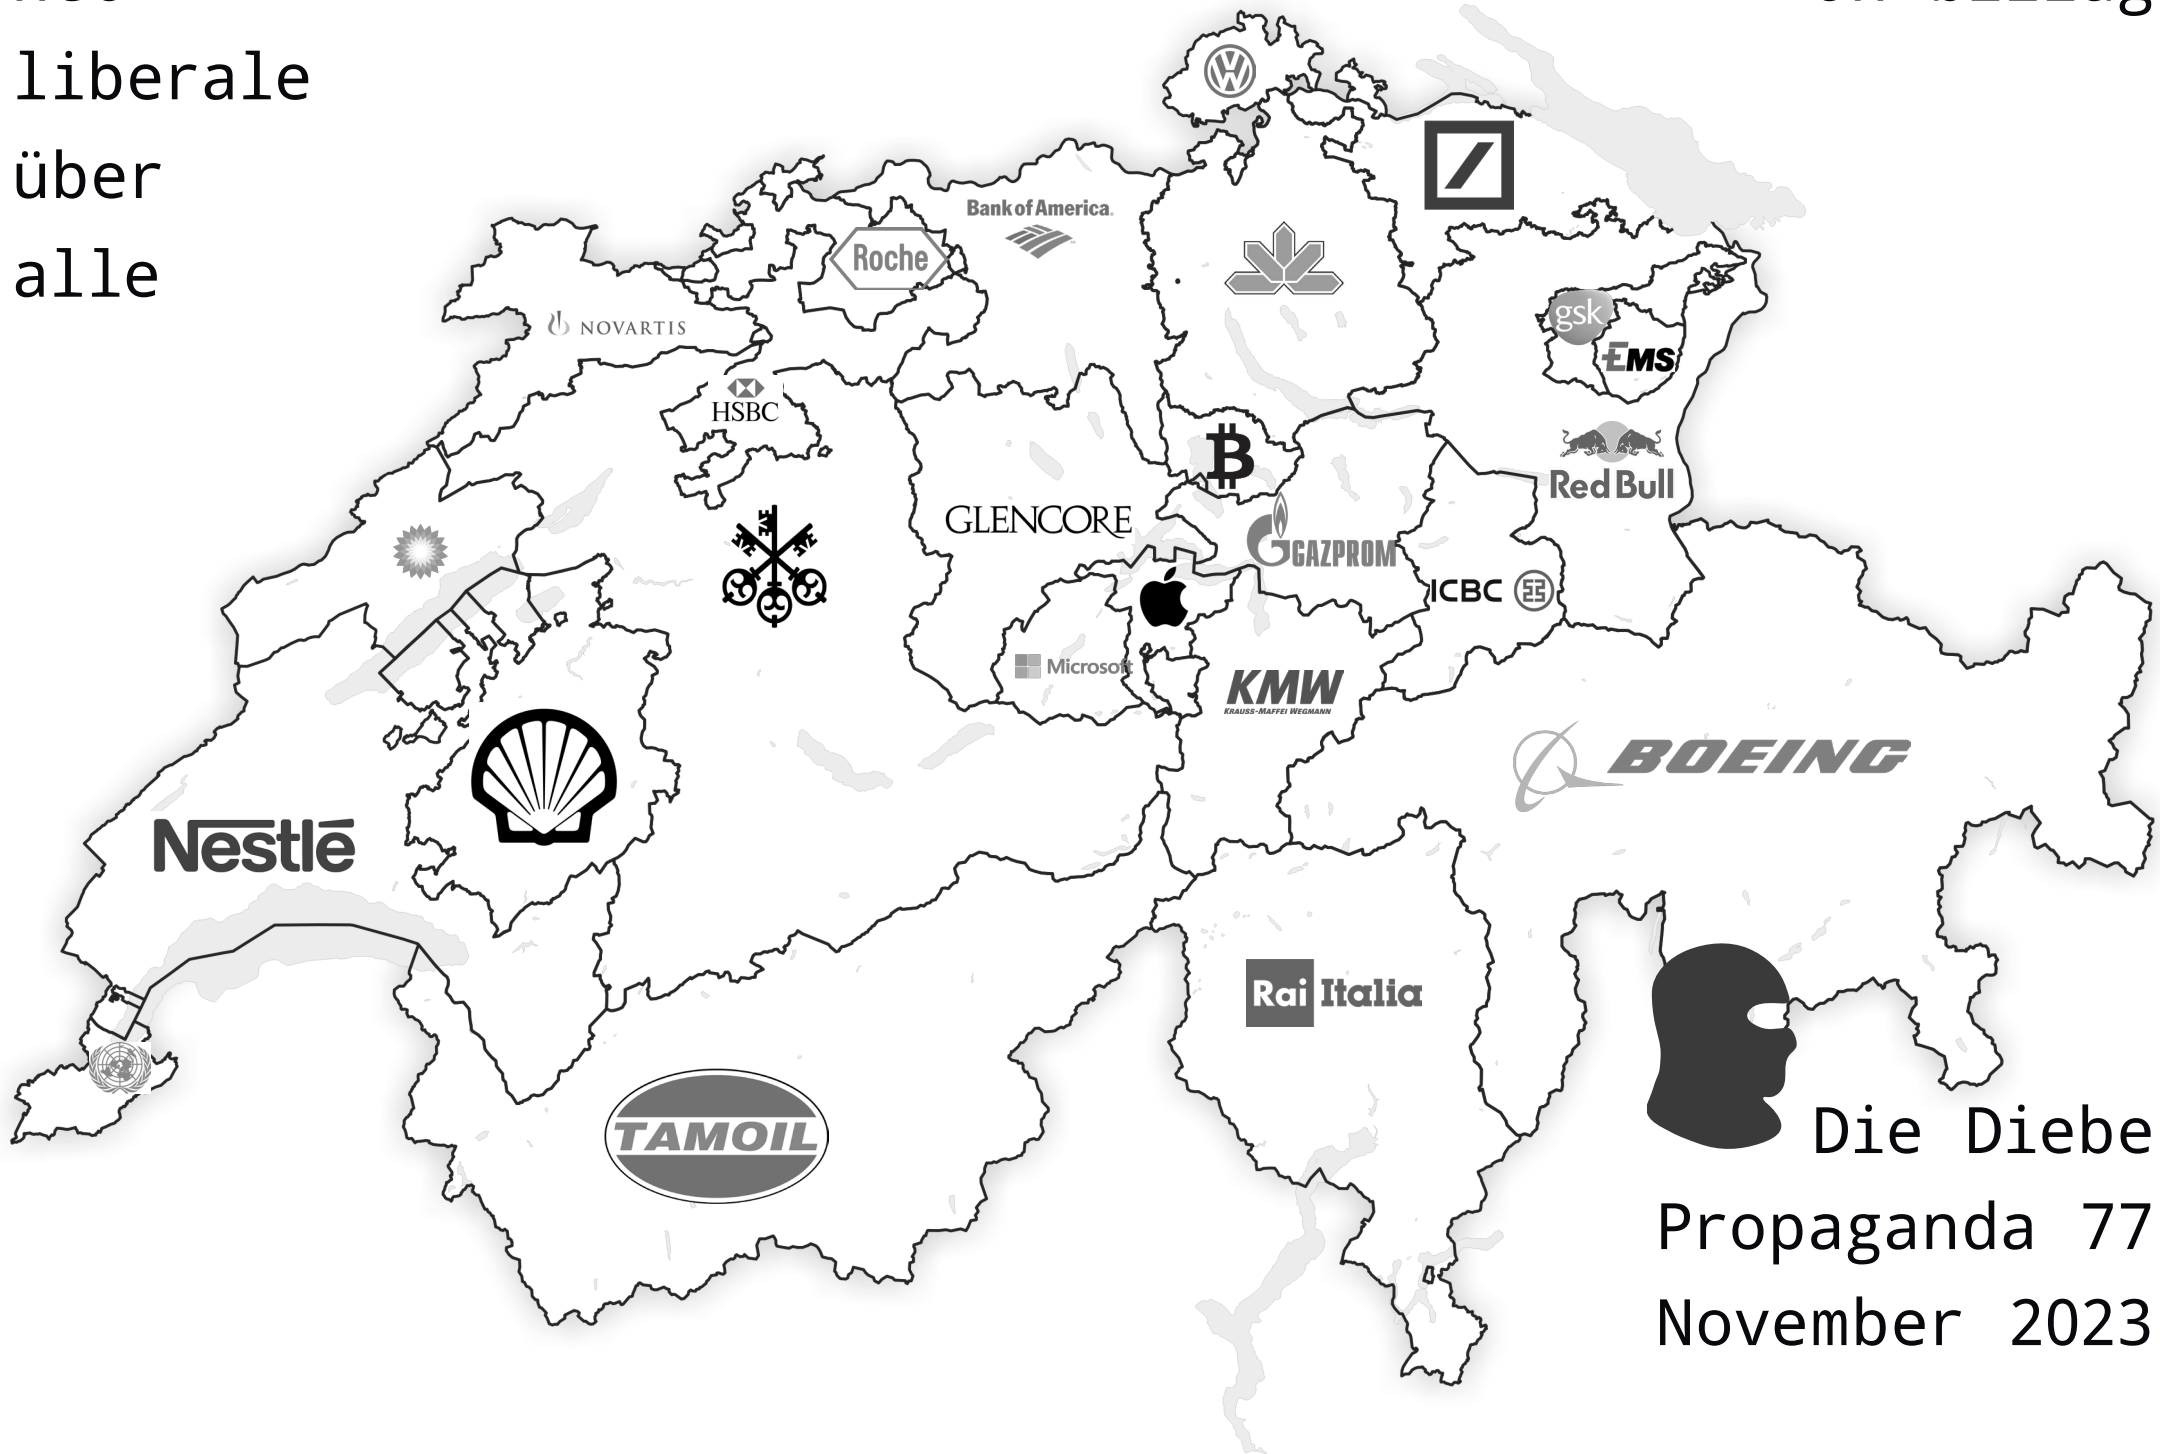 liberale
über
alle
Bank of America
Roche
gsk
NOVARTIS
EMS
HSBC
Red Bull
GLENCORE
GAZPROM
ICBC
Microsoft
KMW
KRAUSS-MAFFEI WEGMANN
BOEING
Nestlé
Rai Italia
TAMOIL
Die Diebe
Propaganda 77
November 2023